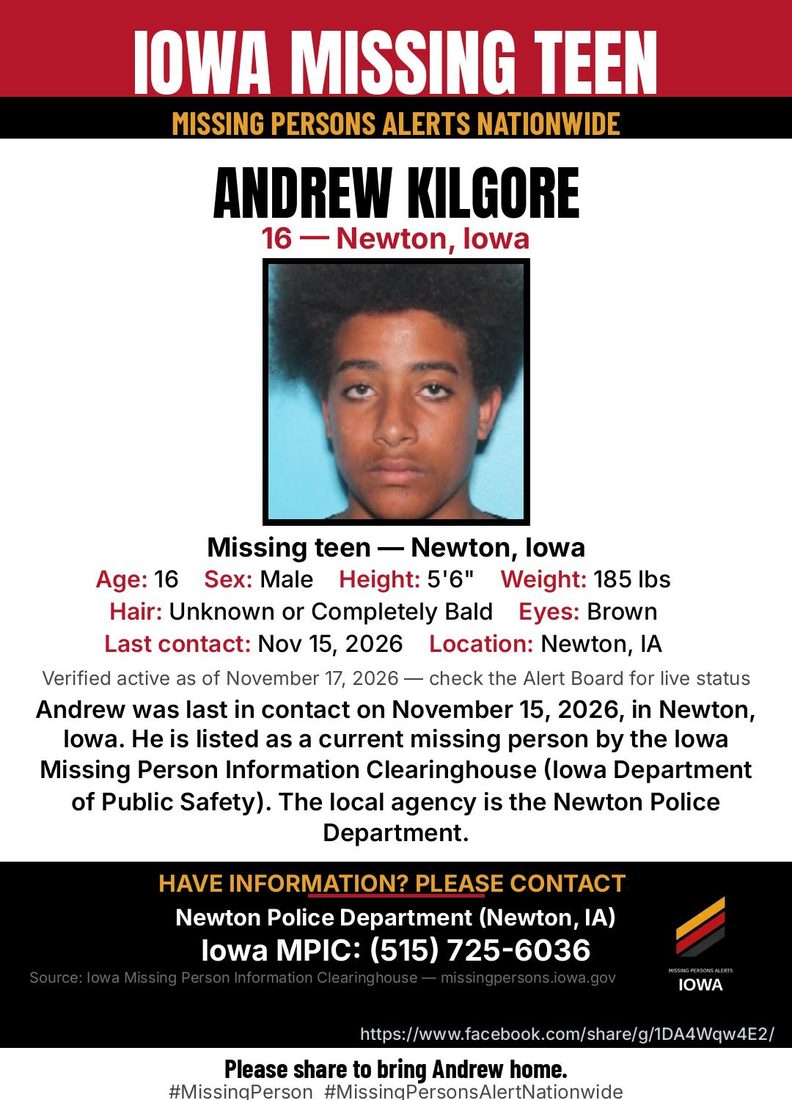 IOWA MISSING TEEN
MISSING PERSONS ALERTS NATIONWIDE
ANDREW KILGORE
16 — Newton, Iowa
Missing teen — Newton, Iowa
Age: 16 Sex: Male Height: 5'6" Weight: 185 lbs
Hair: Unknown or Completely Bald Eyes: Brown
Last contact: Nov 15, 2026 Location: Newton, IA
Verified active as of November 17, 2026 — check the Alert Board for live status
Andrew was last in contact on November 15, 2026, in Newton,
Iowa. He is listed as a current missing person by the Iowa
Missing Person Information Clearinghouse (Iowa Department
of Public Safety). The local agency is the Newton Police
Department.
HAVE INFORMATION? PLEASE CONTACT
Newton Police Department (Newton, IA)
Iowa MPIC: (515) 725-6036
Source: Iowa Missing Person Information Clearinghouse — missingpersons.iowa.gov
MISSING PERSONS ALERTS
IOWA
https://www.facebook.com/share/g/1DA4Wqw4E2/
Please share to bring Andrew home.
#MissingPerson #MissingPersonsAlertNationwide